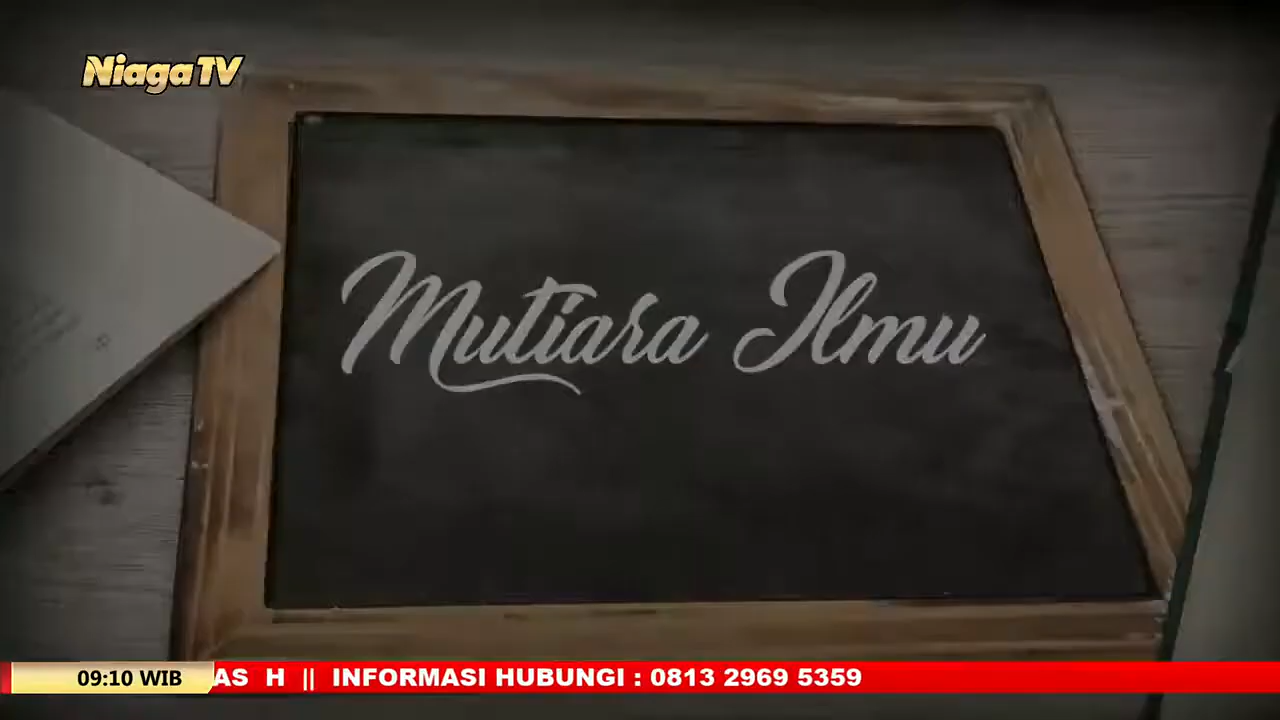 NiagaTV
Mutiara Ilmu
09:10 WIB
AS H || INFORMASI HUBUNGI : 0813 2969 5359